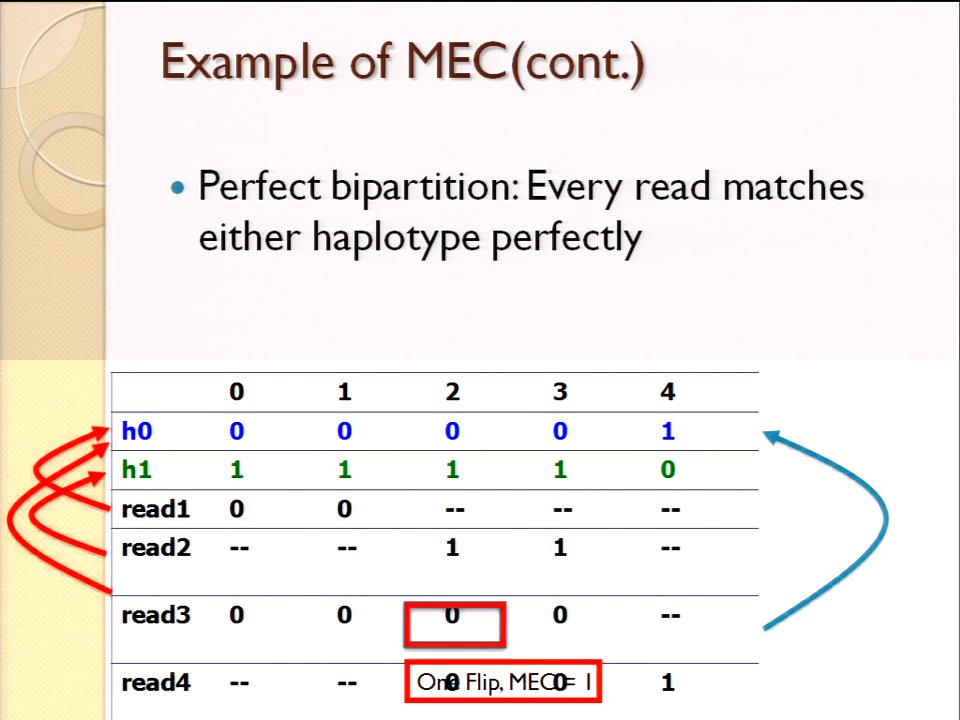 Example of MEC(cont.)
• Perfect bipartition: Every read matches
either haplotype perfectly
0 1 2 3 4
h0 0 0 0 0 1
h1 1 1 1 1 0
read1 0 0 -- -- --
read2 -- -- 1 1 --
read3 0 0 0 0 --
read4 -- -- 0 0 1
One Flip, MEC = 1